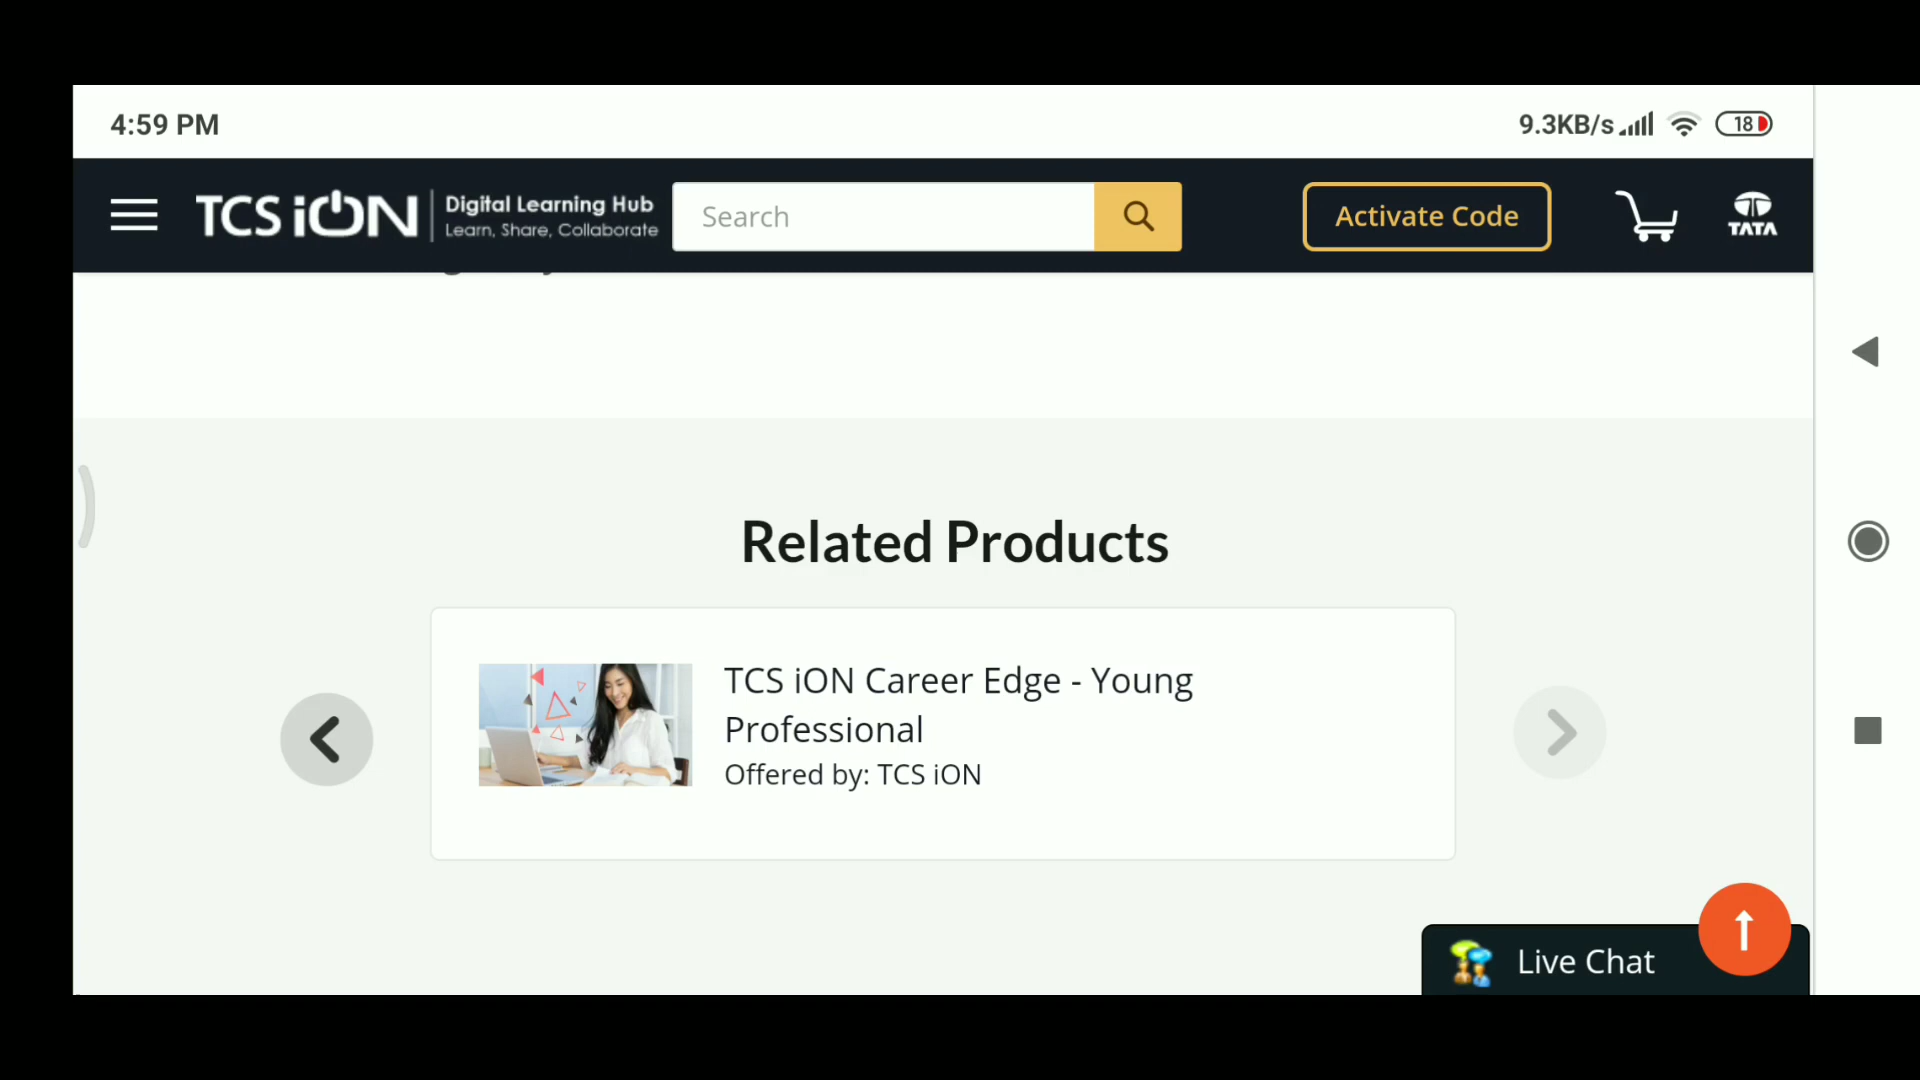 4:59 PM
9.3KB/s
18
TCS iON
Digital Learning Hub
Learn, Share, Collaborate
Search
Activate Code
TATA
Related Products
TCS iON Career Edge - Young
Professional
Offered by: TCS iON
Live Chat